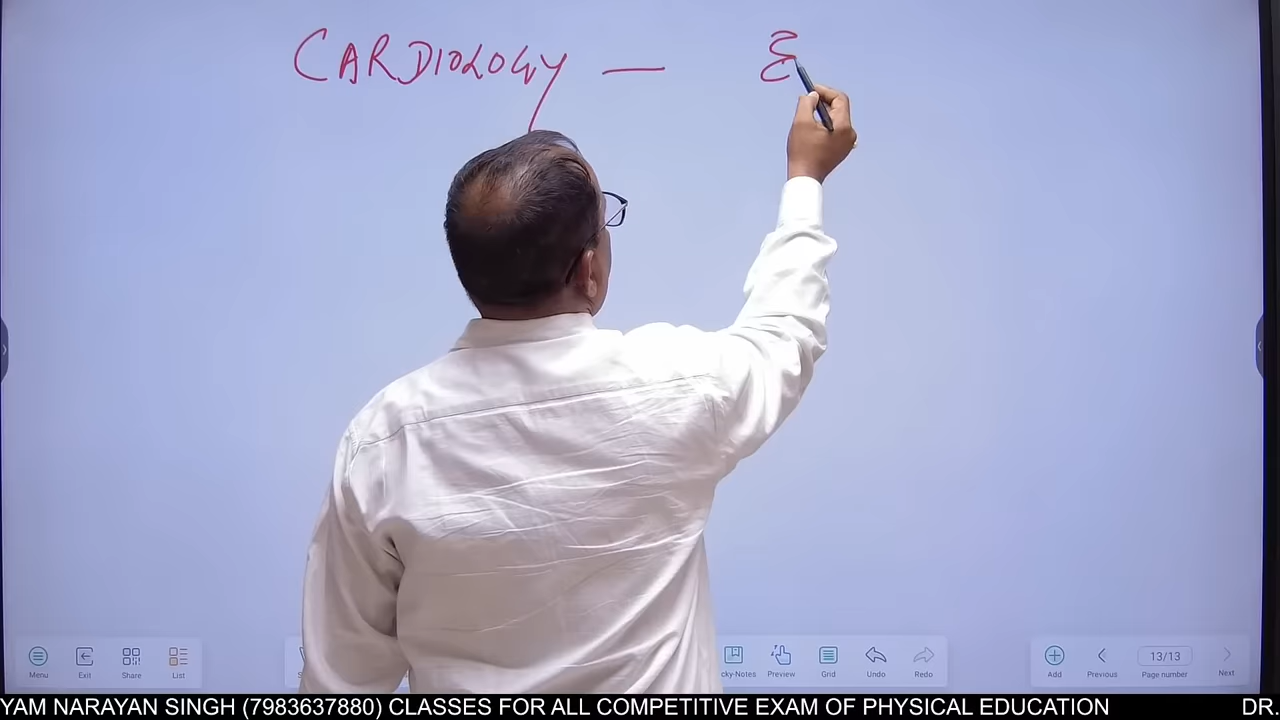 CARDIOLOGY —
Menu Exit Share List
Preview Grid Undo Redo
Add Previous 13/13 Page number Next
YAM NARAYAN SINGH (7983637880) CLASSES FOR ALL COMPETITIVE EXAM OF PHYSICAL EDUCATION DR.